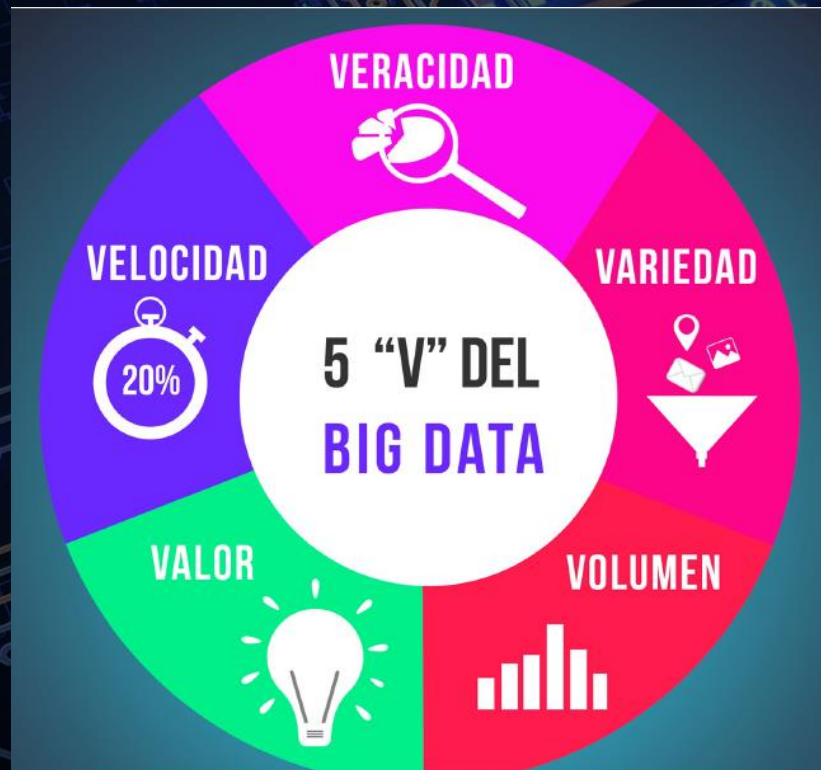 VERACIDAD
VELOCIDAD
VARIEDAD
20%
5 “V” DEL
BIG DATA
VALOR
VOLUMEN